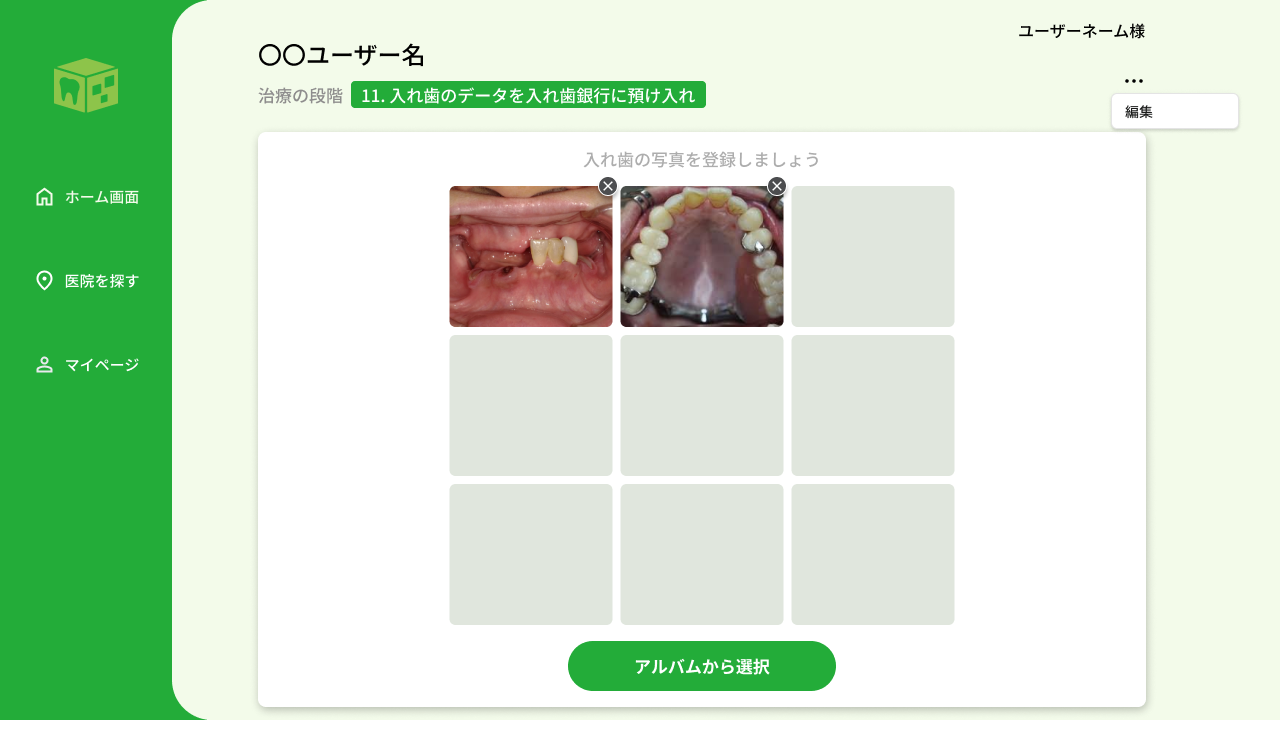 ユーザーネーム様
〇〇ユーザー名
治療の段階 11. 入れ歯のデータを入れ歯銀行に預け入れ
編集
ホーム画面
医院を探す
マイページ
入れ歯の写真を登録しましょう
アルバムから選択